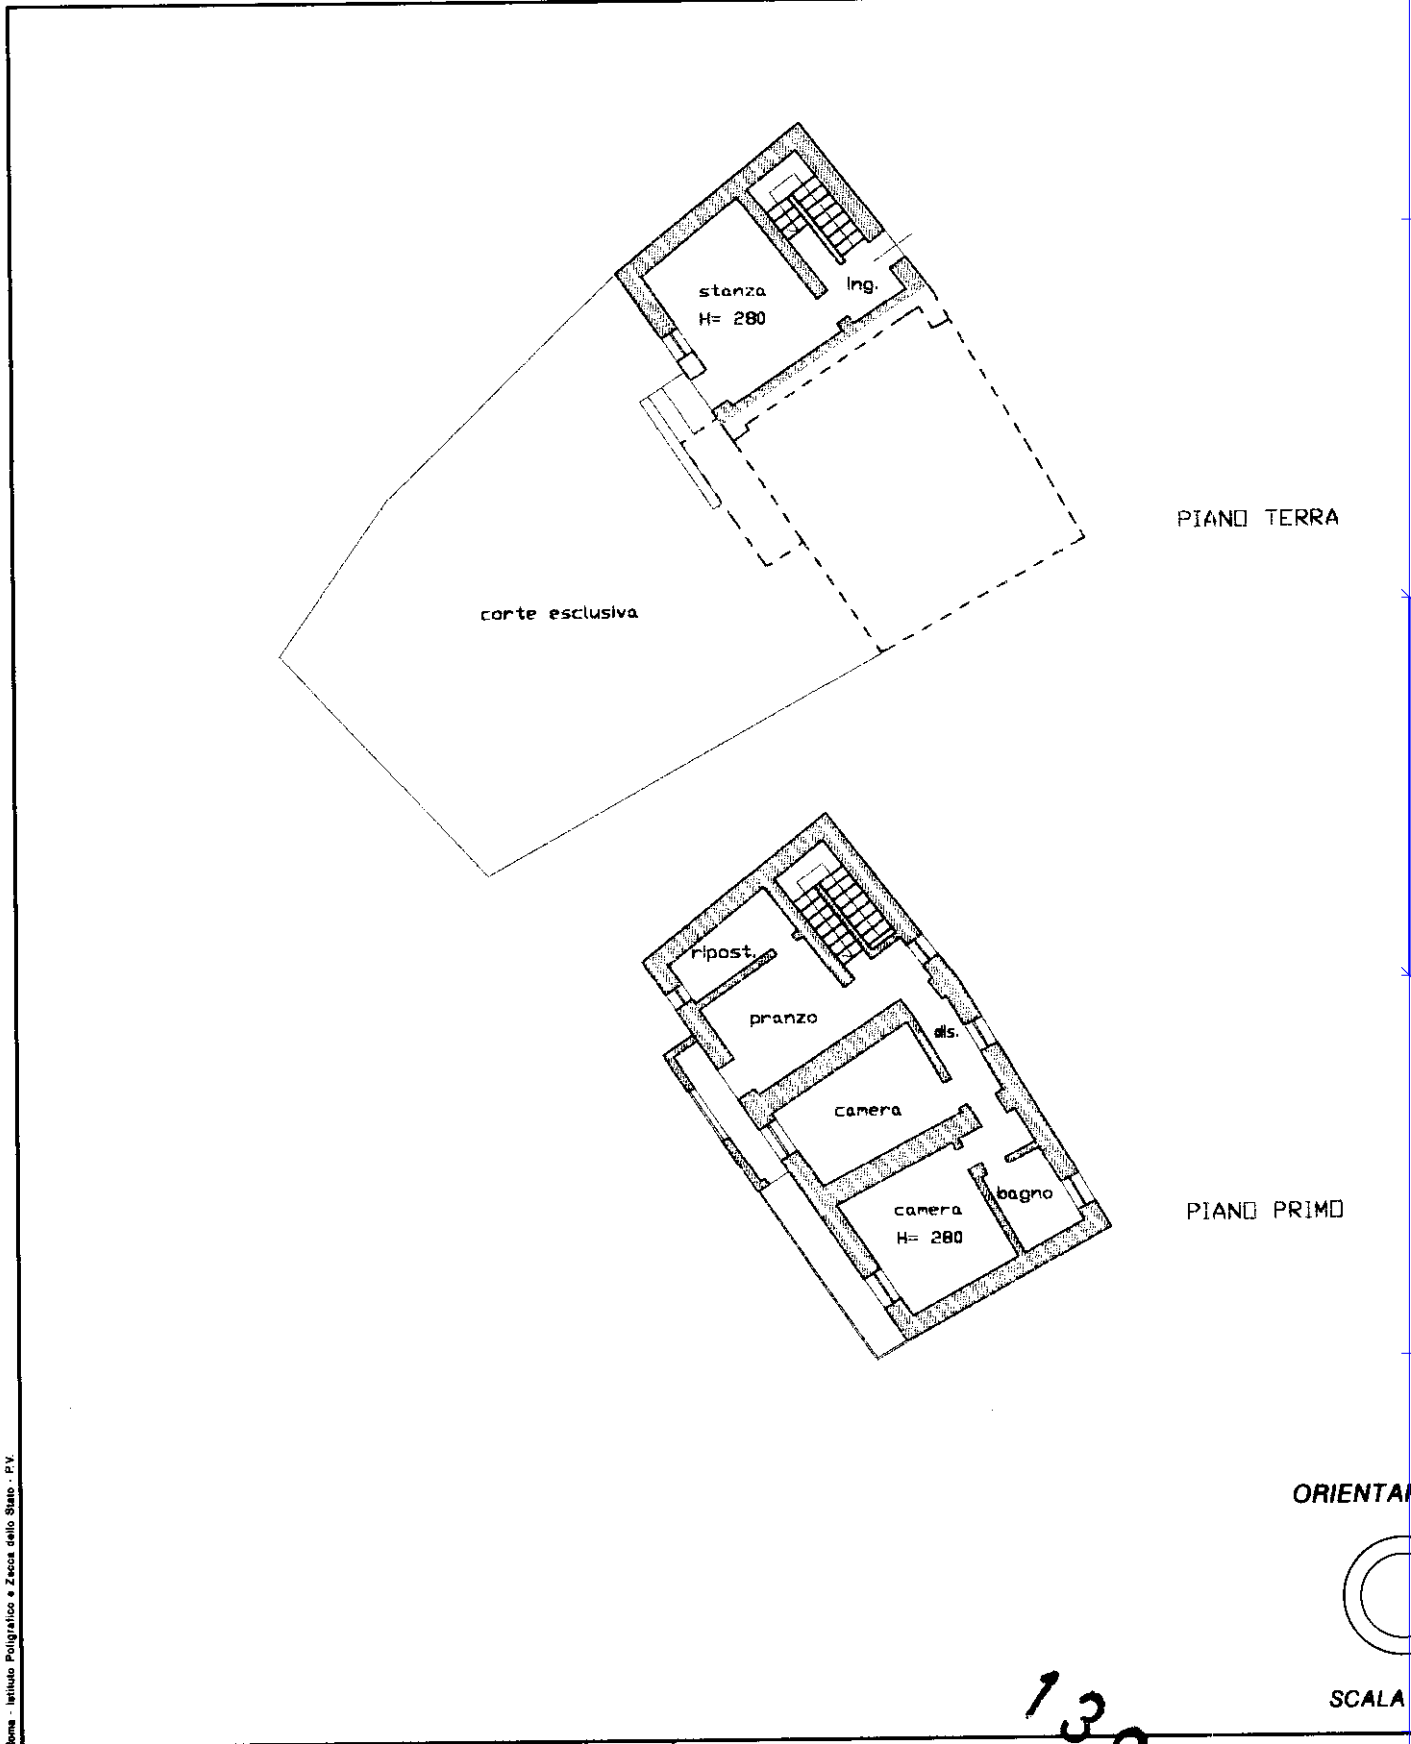 stanza
H= 280
Ing.
PIANO TERRA
corte esclusiva
ripost.
pranzo
dis.
camera
camera
H= 280
bagno
PIANO PRIMO
ORIENTA
SCALA
13
Roma - Istituto Poligrafico e Zecca dello Stato - P.V.